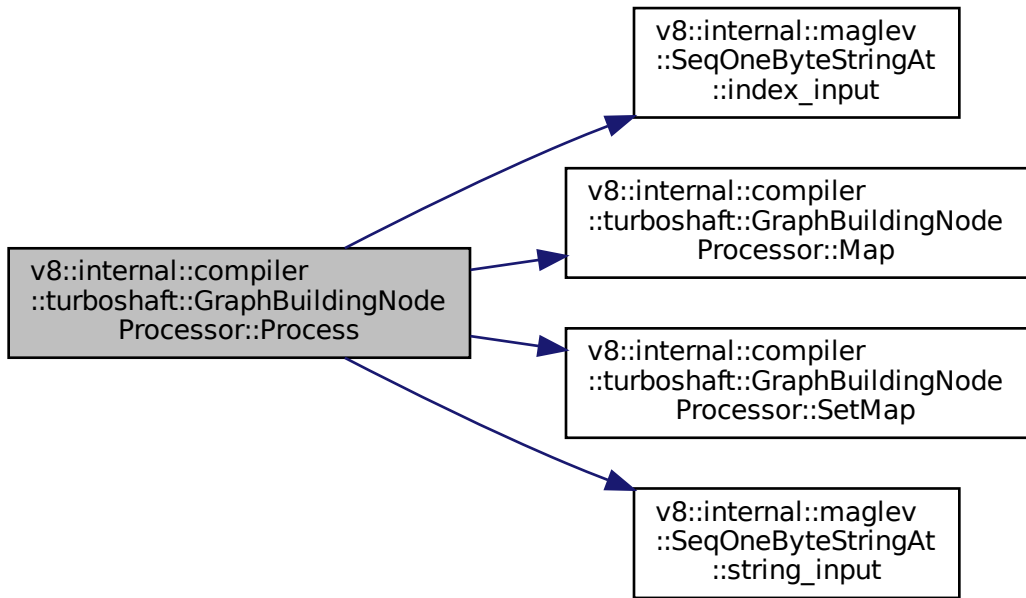 v8::internal::maglev
::SeqOneByteStringAt
::index_input
v8::internal::compiler
::turboshaft::GraphBuildingNode
Processor::Map
v8::internal::compiler
::turboshaft::GraphBuildingNode
Processor::Process
v8::internal::compiler
::turboshaft::GraphBuildingNode
Processor::SetMap
v8::internal::maglev
::SeqOneByteStringAt
::string_input